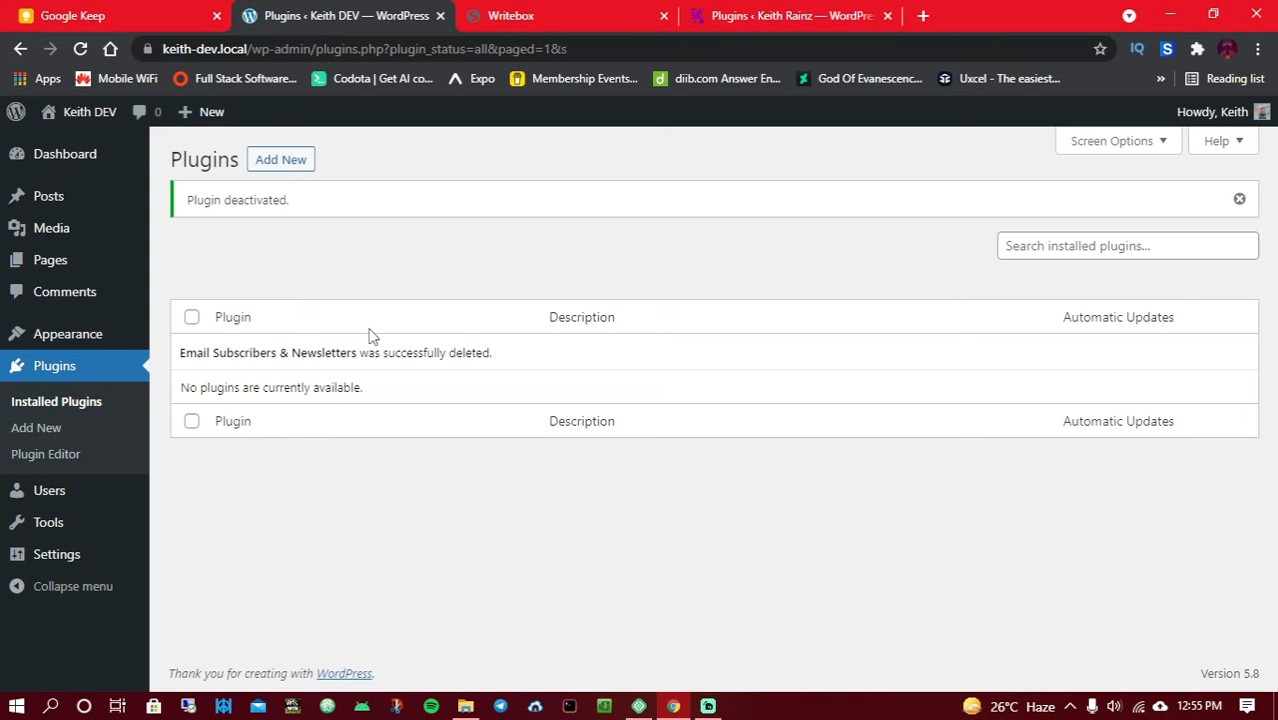 Google Keep
Plugins ‹ Keith DEV — WordPress
Writebox
Plugins ‹ Keith Rainz — WordPre
keith-dev.local/wp-admin/plugins.php?plugin_status=all&paged=1&s
Apps
Mobile WiFi
Full Stack Software...
Codota | Get AI co...
Expo
Membership Events...
diib.com Answer En...
God Of Evanescenc...
Uxcel - The easiest...
»
Reading list
Keith DEV
0
New
Howdy, Keith
Dashboard
Posts
Media
Pages
Comments
Appearance
Plugins
Installed Plugins
Add New
Plugin Editor
Users
Tools
Settings
Collapse menu
Screen Options
Help
Plugins
Add New
Plugin deactivated.
Search installed plugins...
Plugin
Description
Automatic Updates
Email Subscribers & Newsletters was successfully deleted.
No plugins are currently available.
Plugin
Description
Automatic Updates
Thank you for creating with WordPress.
Version 5.8
26°C Haze
12:55 PM